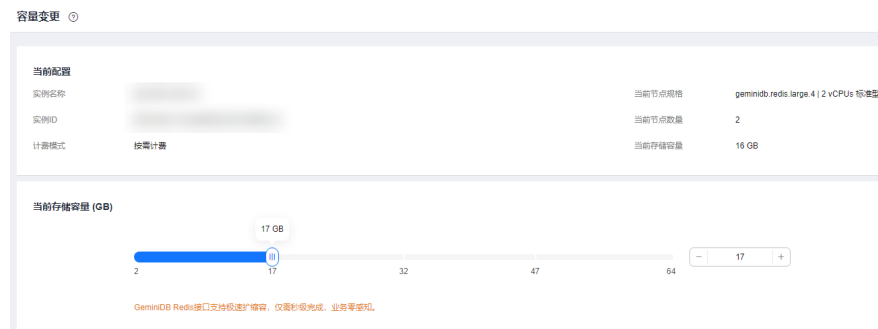 容量变更 ?
当前配置
实例名称
当前节点规格 geminidb.redis.large.4 | 2 vCPUs 标准型
实例ID
当前节点数量 2
计费模式 按需计费
当前存储容量 16 GB
当前存储容量 (GB)
17 GB
2 17 32 47 64
− 17 +
GeminiDB Redis接口支持极速扩缩容，仅需秒级完成，业务零感知。